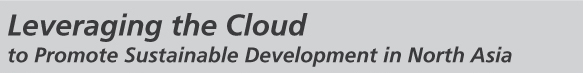 Leveraging the Cloud
to Promote Sustainable Development in North Asia